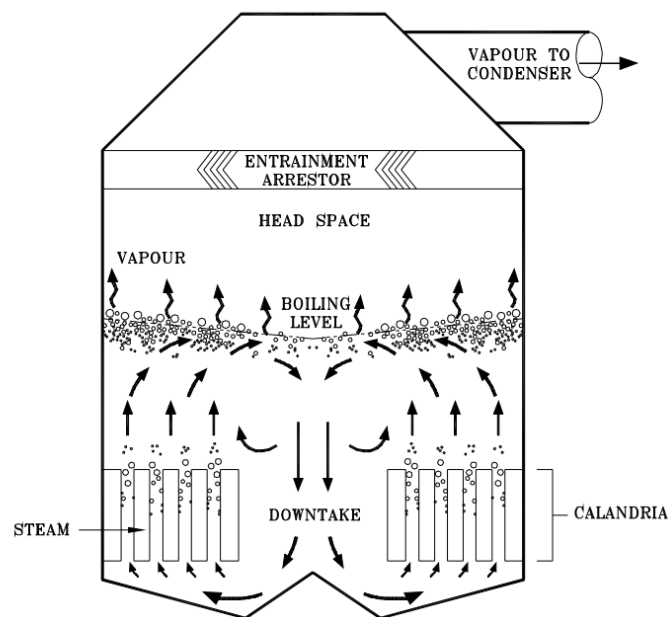 VAPOUR TO
CONDENSER
ENTRAINMENT
ARRESTOR
HEAD SPACE
VAPOUR
BOILING
LEVEL
STEAM
DOWNTAKE
CALANDRIA